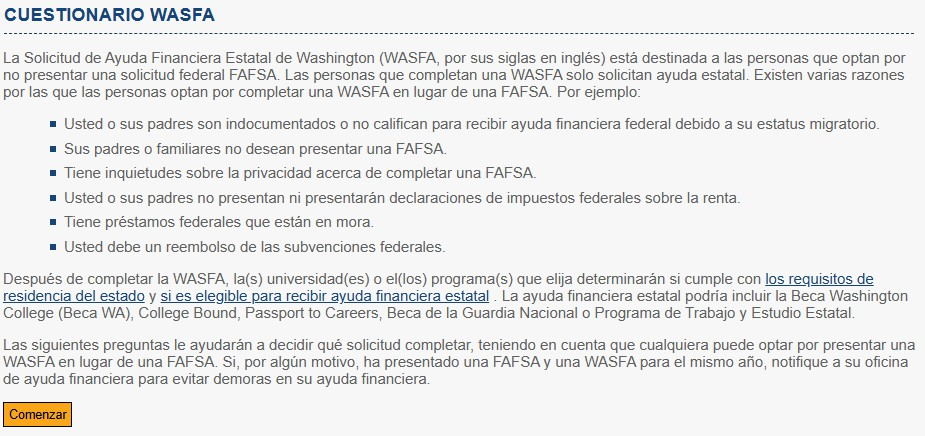 CUESTIONARIO WASFA
La Solicitud de Ayuda Financiera Estatal de Washington (WASFA, por sus siglas en inglés) está destinada a las personas que optan por
no presentar una solicitud federal FAFSA. Las personas que completan una WASFA solo solicitan ayuda estatal. Existen varias razones
por las que las personas optan por completar una WASFA en lugar de una FAFSA. Por ejemplo:
Usted o sus padres son indocumentados o no califican para recibir ayuda financiera federal debido a su estatus migratorio.
Sus padres o familiares no desean presentar una FAFSA.
Tiene inquietudes sobre la privacidad acerca de completar una FAFSA.
Usted o sus padres no presentan ni presentarán declaraciones de impuestos federales sobre la renta.
Tiene préstamos federales que están en mora.
Usted debe un reembolso de las subvenciones federales.
Después de completar la WASFA, la(s) universidad(es) o el(los) programa(s) que elija determinarán si cumple con los requisitos de
residencia del estado y si es elegible para recibir ayuda financiera estatal . La ayuda financiera estatal podría incluir la Beca Washington
College (Beca WA), College Bound, Passport to Careers, Beca de la Guardia Nacional o Programa de Trabajo y Estudio Estatal.
Las siguientes preguntas le ayudarán a decidir qué solicitud completar, teniendo en cuenta que cualquiera puede optar por presentar una
WASFA en lugar de una FAFSA. Si, por algún motivo, ha presentado una FAFSA y una WASFA para el mismo año, notifique a su oficina
de ayuda financiera para evitar demoras en su ayuda financiera.
Comenzar